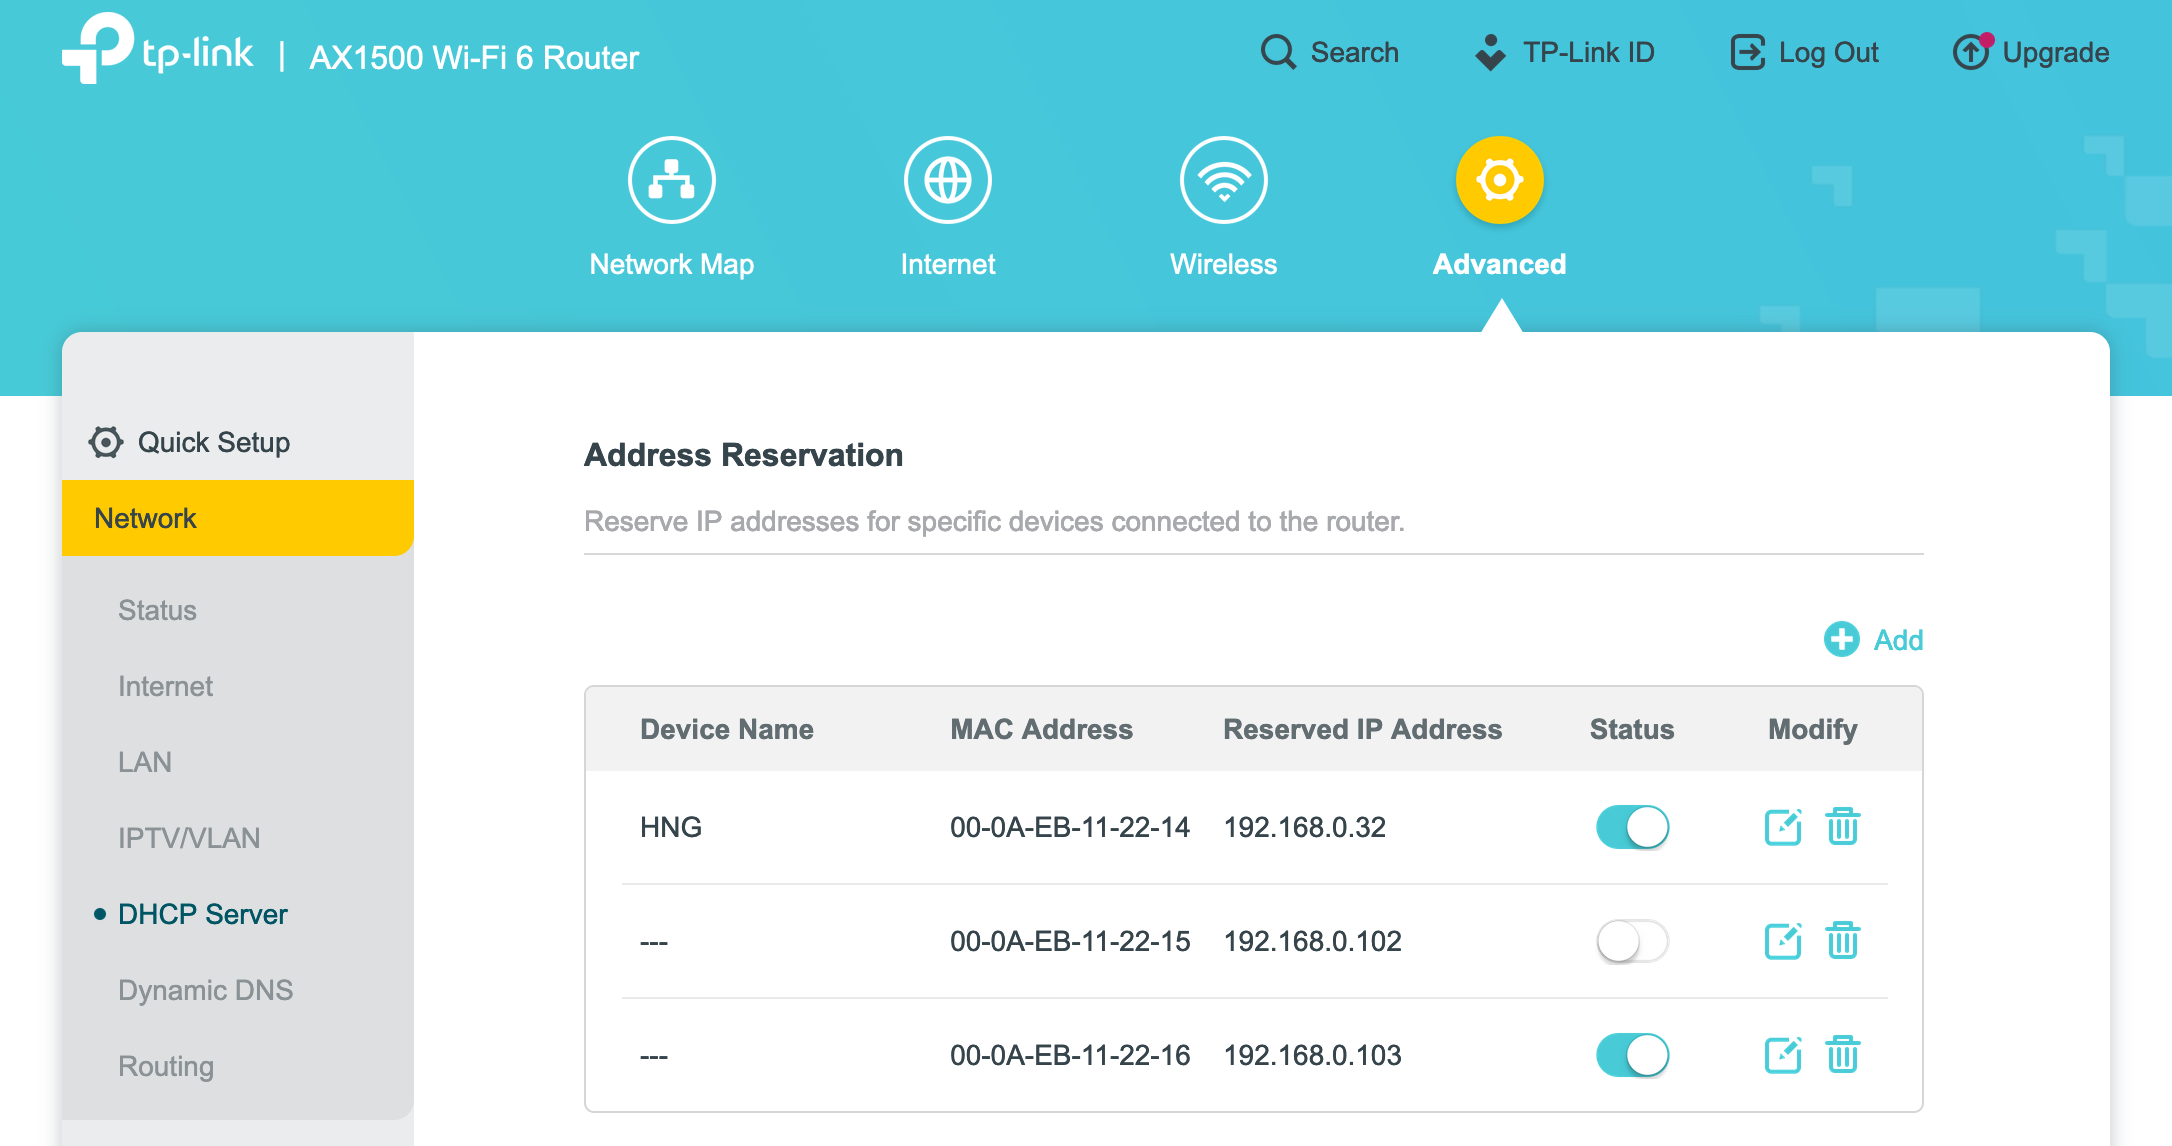 tp-link | AX1500 Wi-Fi 6 Router
Search
TP-Link ID
Log Out
Upgrade
Network Map
Internet
Wireless
Advanced
Quick Setup
Network
Status
Internet
LAN
IPTV/VLAN
DHCP Server
Dynamic DNS
Routing
Address Reservation
Reserve IP addresses for specific devices connected to the router.
Add
Device Name MAC Address Reserved IP Address Status Modify
HNG 00-0A-EB-11-22-14 192.168.0.32
--- 00-0A-EB-11-22-15 192.168.0.102
--- 00-0A-EB-11-22-16 192.168.0.103